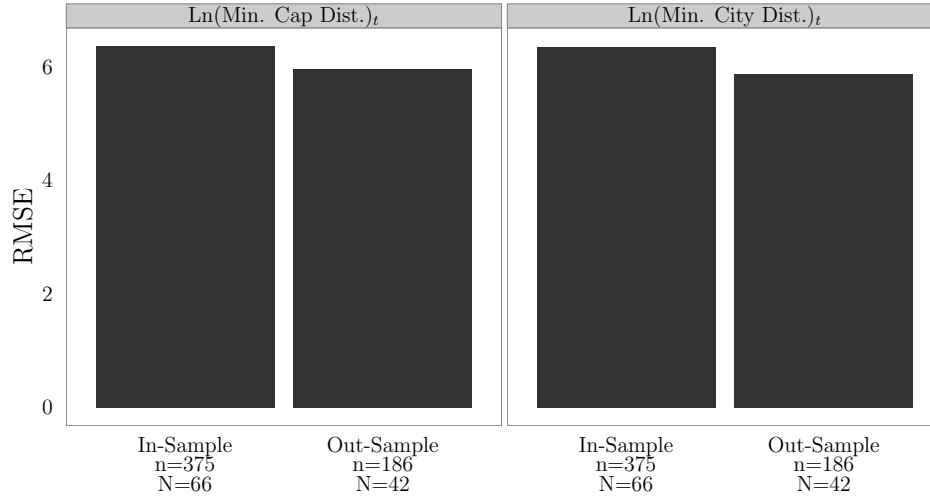 Ln(Min. Cap Dist.)t
Ln(Min. City Dist.)t
RMSE
6
4
2
0
In-Sample
n=375
N=66
Out-Sample
n=186
N=42
In-Sample
n=375
N=66
Out-Sample
n=186
N=42